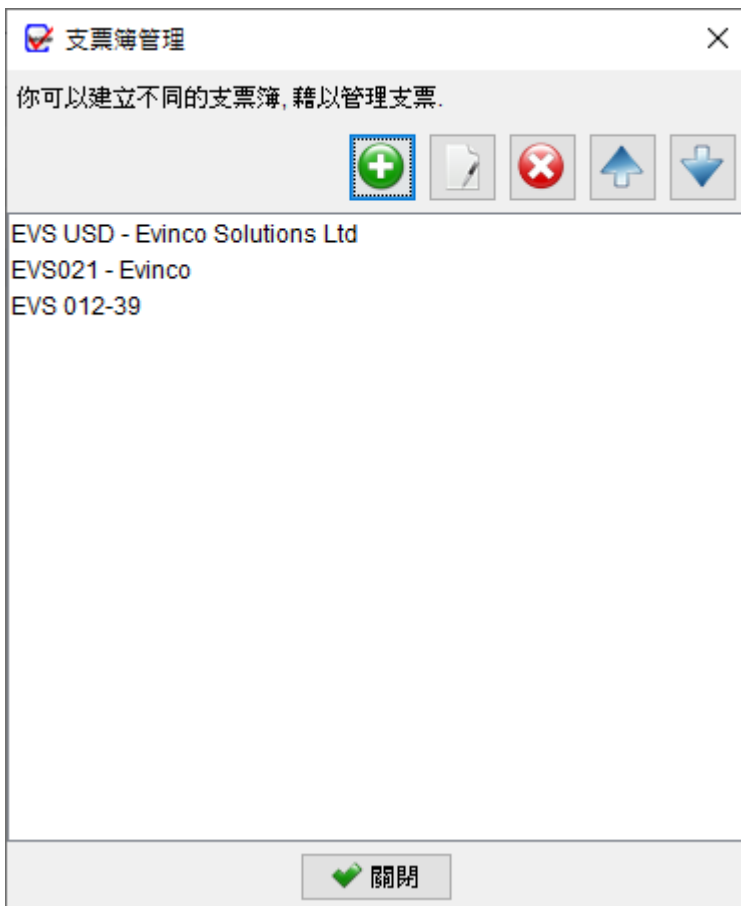 支票簿管理
你可以建立不同的支票簿, 藉以管理支票.
EVS USD - Evinco Solutions Ltd
EVS021 - Evinco
EVS 012-39
關閉